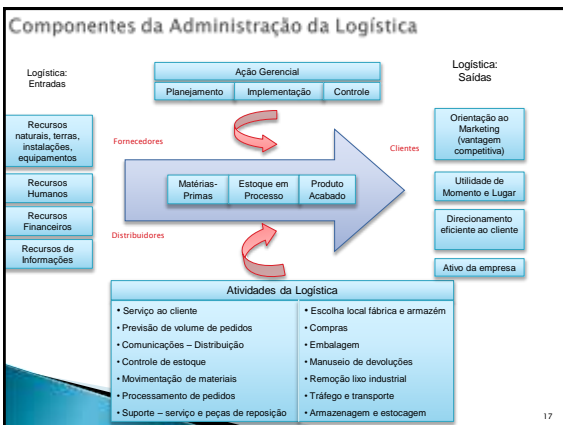 Componentes da Administração da Logística
Logística:
Entradas
Ação Gerencial
Planejamento
Implementação
Controle
Logística:
Saídas
Recursos
naturais, terras,
instalações,
equipamentos
Recursos
Humanos
Recursos
Financeiros
Recursos de
Informações
Fornecedores
Clientes
Matérias-
Primas
Estoque em
Processo
Produto
Acabado
Distribuidores
Orientação ao
Marketing
(vantagem
competitiva)
Utilidade de
Momento e Lugar
Direcionamento
eficiente ao cliente
Ativo da empresa
Atividades da Logística
• Serviço ao cliente
• Previsão de volume de pedidos
• Comunicações – Distribuição
• Controle de estoque
• Movimentação de materiais
• Processamento de pedidos
• Suporte – serviço e peças de reposição
• Escolha local fábrica e armazém
• Compras
• Embalagem
• Manuseio de devoluções
• Remoção lixo industrial
• Tráfego e transporte
• Armazenagem e estocagem
17